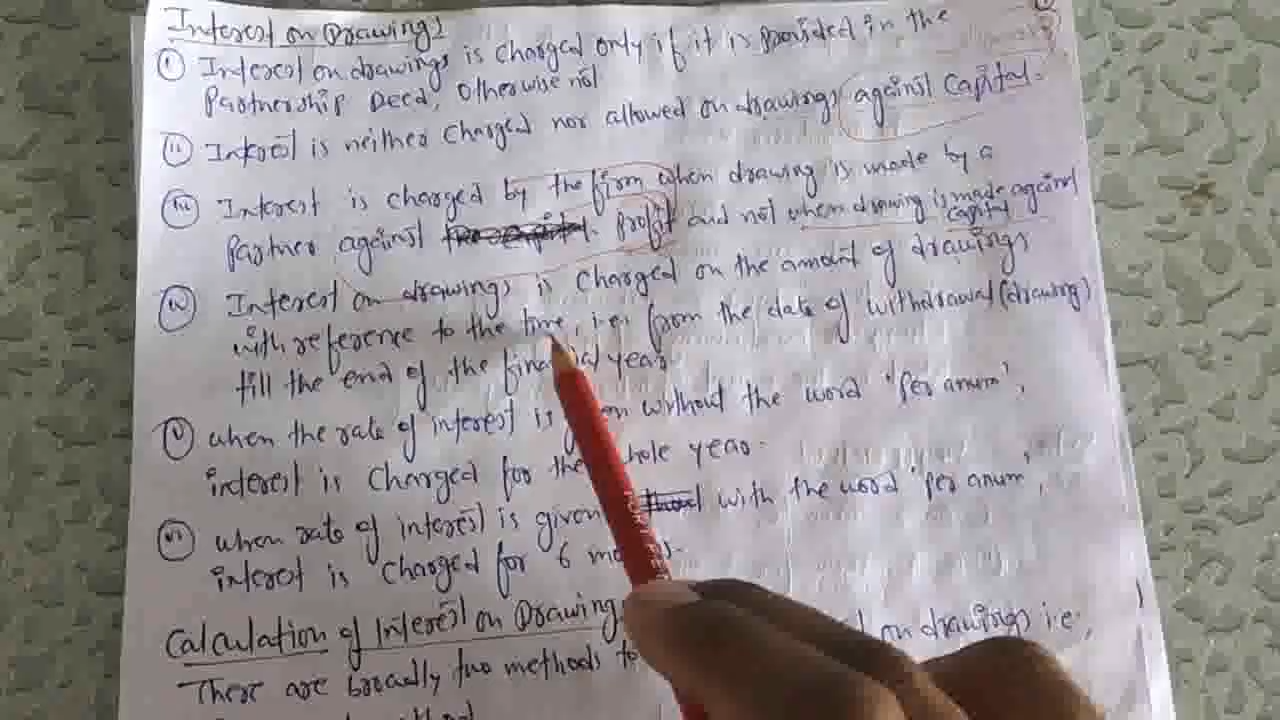 Interest on Drawings
(i) Interest on drawings is charged only if it is provided in the
Partnership Deed, otherwise not
(ii) Interest is neither charged nor allowed on drawings against Capital.
(iii) Interest is charged by the firm when drawing is made by a
Partner against profit and not when drawing is made against
capital
(iv) Interest on drawings is charged on the amount of drawings
with reference to the time, i.e. from the date of withdrawal (drawing)
till the end of the financial year
(v) when the rate of interest is without the word 'Per anum',
interest is charged for the whole year.
(vi) when rate of interest is given with the word 'per anum',
interest is charged for 6
Calculation of Interest on Drawing
There are broadly two methods to on drawings i.e.